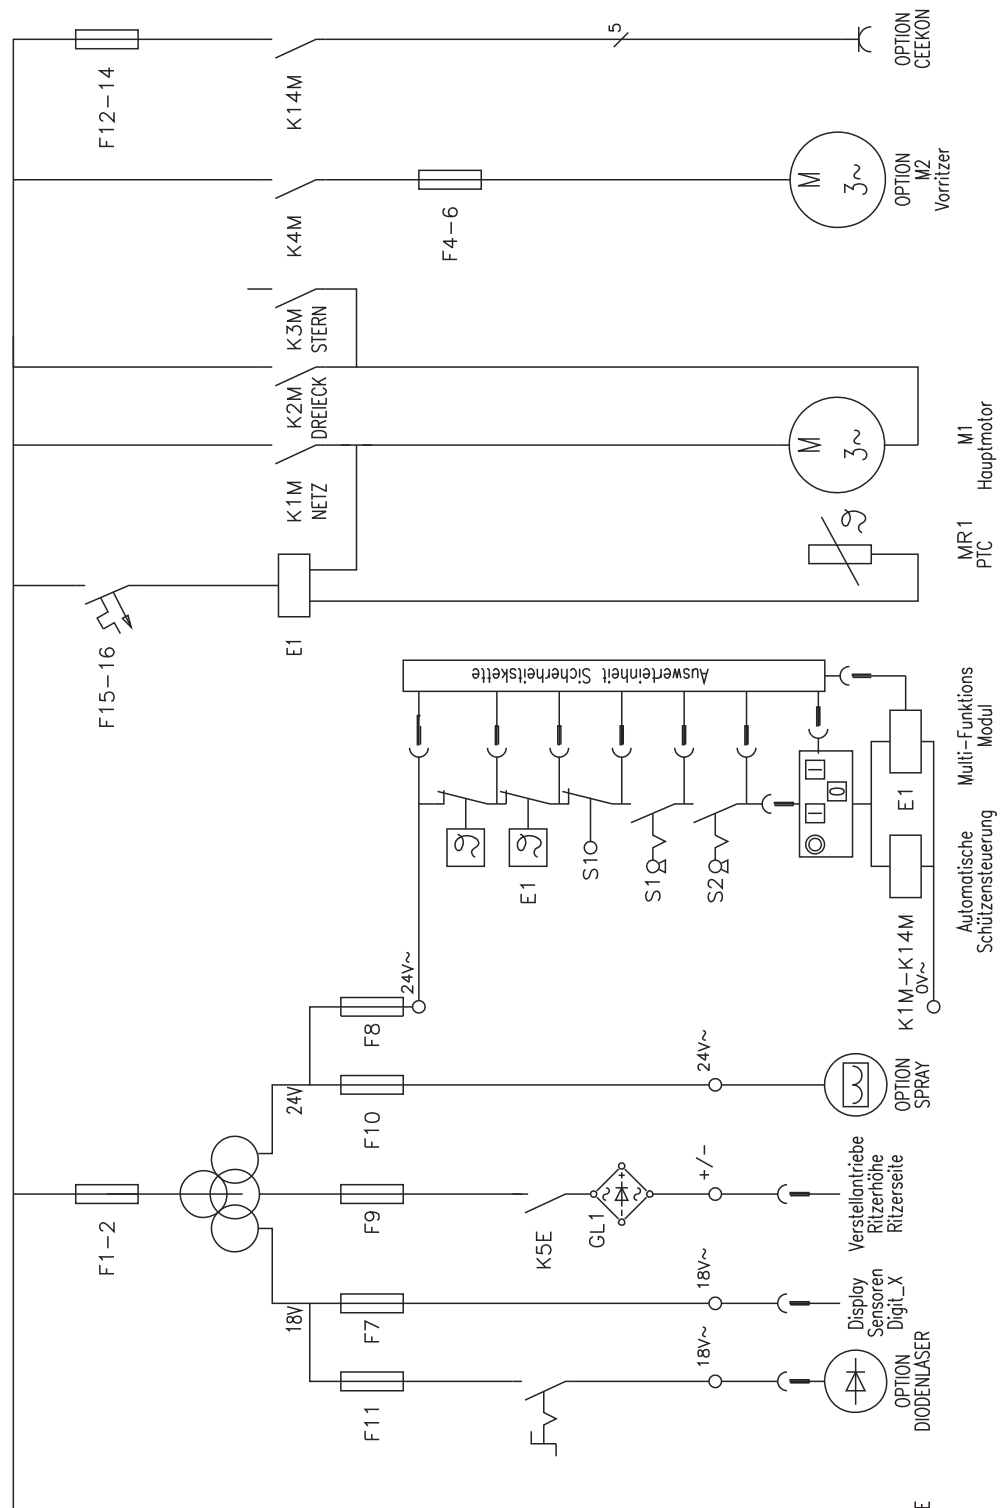 F12-14
K14M
5
OPTION
CEEKON
K4M
F4-6
M
3~
OPTION
M2
Vorritzer
K3M
STERN
K2M
DREIECK
K1M
NETZ
M
3~
M1
Hauptmotor
MR1
PTC
F15-16
E1
Auswerteinheit Sicherheitskette
E1
S1
S1
S2
I
I
0
E1
Multi-Funktions
Modul
Automatische
Schützensteuerung
K1M-K14M
0V~
24V~
F8
24V
F10
24V~
OPTION
SPRAY
F1-2
F9
K5E
GL1
+
-
~
~
+/-
Verstellantriebe
Ritzerhöhe
Ritzerseite
18V
F7
18V~
Display
Sensoren
Digit_X
F11
18V~
OPTION
DIODENLASER
E